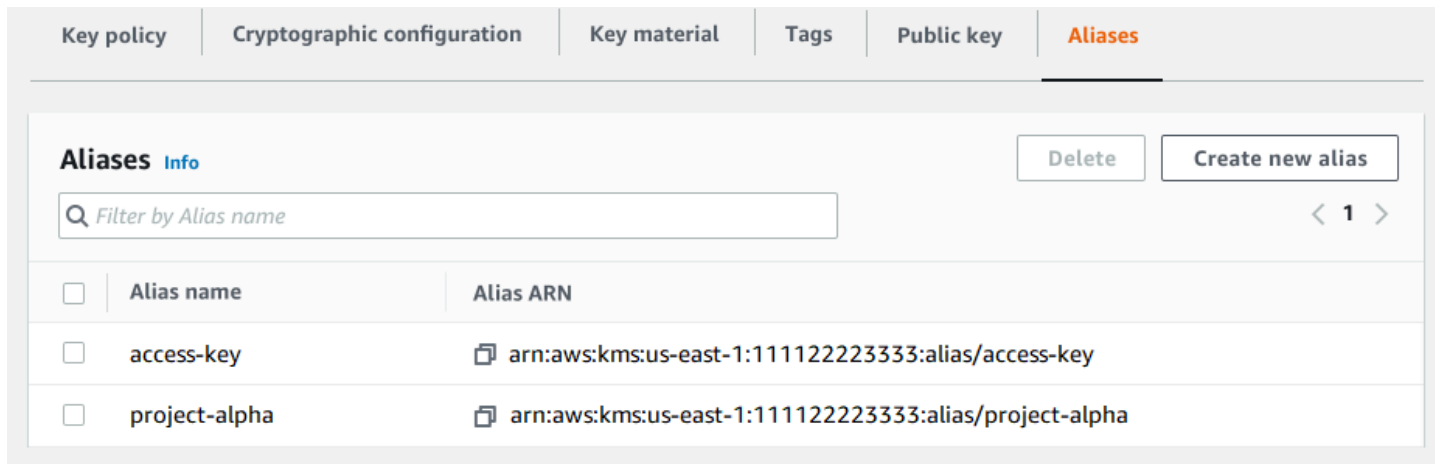 Key policy Cryptographic configuration Key material Tags Public key Aliases
Aliases Info Delete Create new alias
Filter by Alias name 1
Alias name Alias ARN
access-key arn:aws:kms:us-east-1:111122223333:alias/access-key
project-alpha arn:aws:kms:us-east-1:111122223333:alias/project-alpha